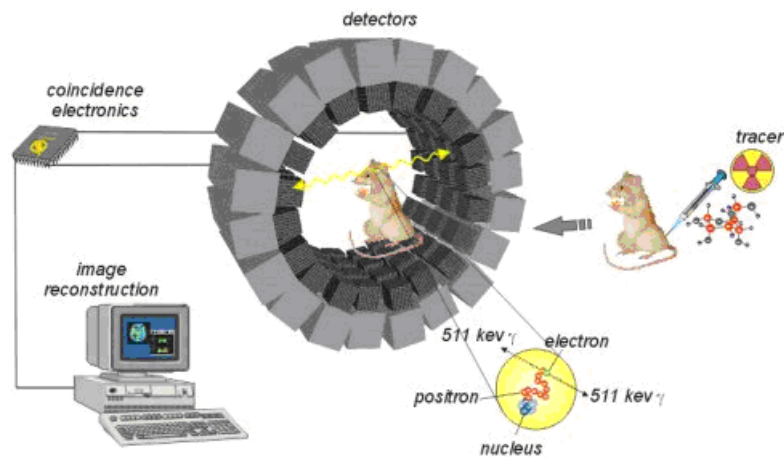 detectors
coincidence
electronics
tracer
image
reconstruction
511 kev γ
electron
positron
511 kev γ
nucleus